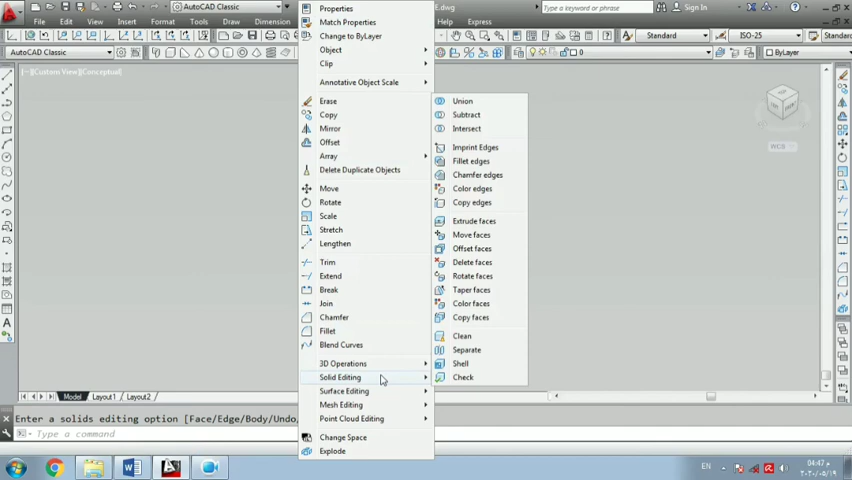 AutoCAD Classic
E.dwg
Type a keyword or phrase
Sign In
File
Edit
View
Insert
Format
Tools
Draw
Dimension
Help
AutoCAD Classic
Standard
ISO-25
Standard
0
ByLayer
[−][Custom View][Conceptual]
WCS
Properties
Match Properties
Change to ByLayer
Object
Clip
Annotative Object Scale
Erase
Copy
Mirror
Offset
Array
Delete Duplicate Objects
Move
Rotate
Scale
Stretch
Lengthen
Trim
Extend
Break
Join
Chamfer
Fillet
Blend Curves
3D Operations
Solid Editing
Surface Editing
Mesh Editing
Point Cloud Editing
Change Space
Explode
Union
Subtract
Intersect
Imprint Edges
Fillet edges
Chamfer edges
Color edges
Copy edges
Extrude faces
Move faces
Offset faces
Delete faces
Rotate faces
Taper faces
Color faces
Copy faces
Clean
Separate
Shell
Check
Model
Layout1
Layout2
Enter a solids editing option [Face/Edge/Body/Undo/
Type a command
EN
04:47 م
٢٠٢٠/٠٥/١٩